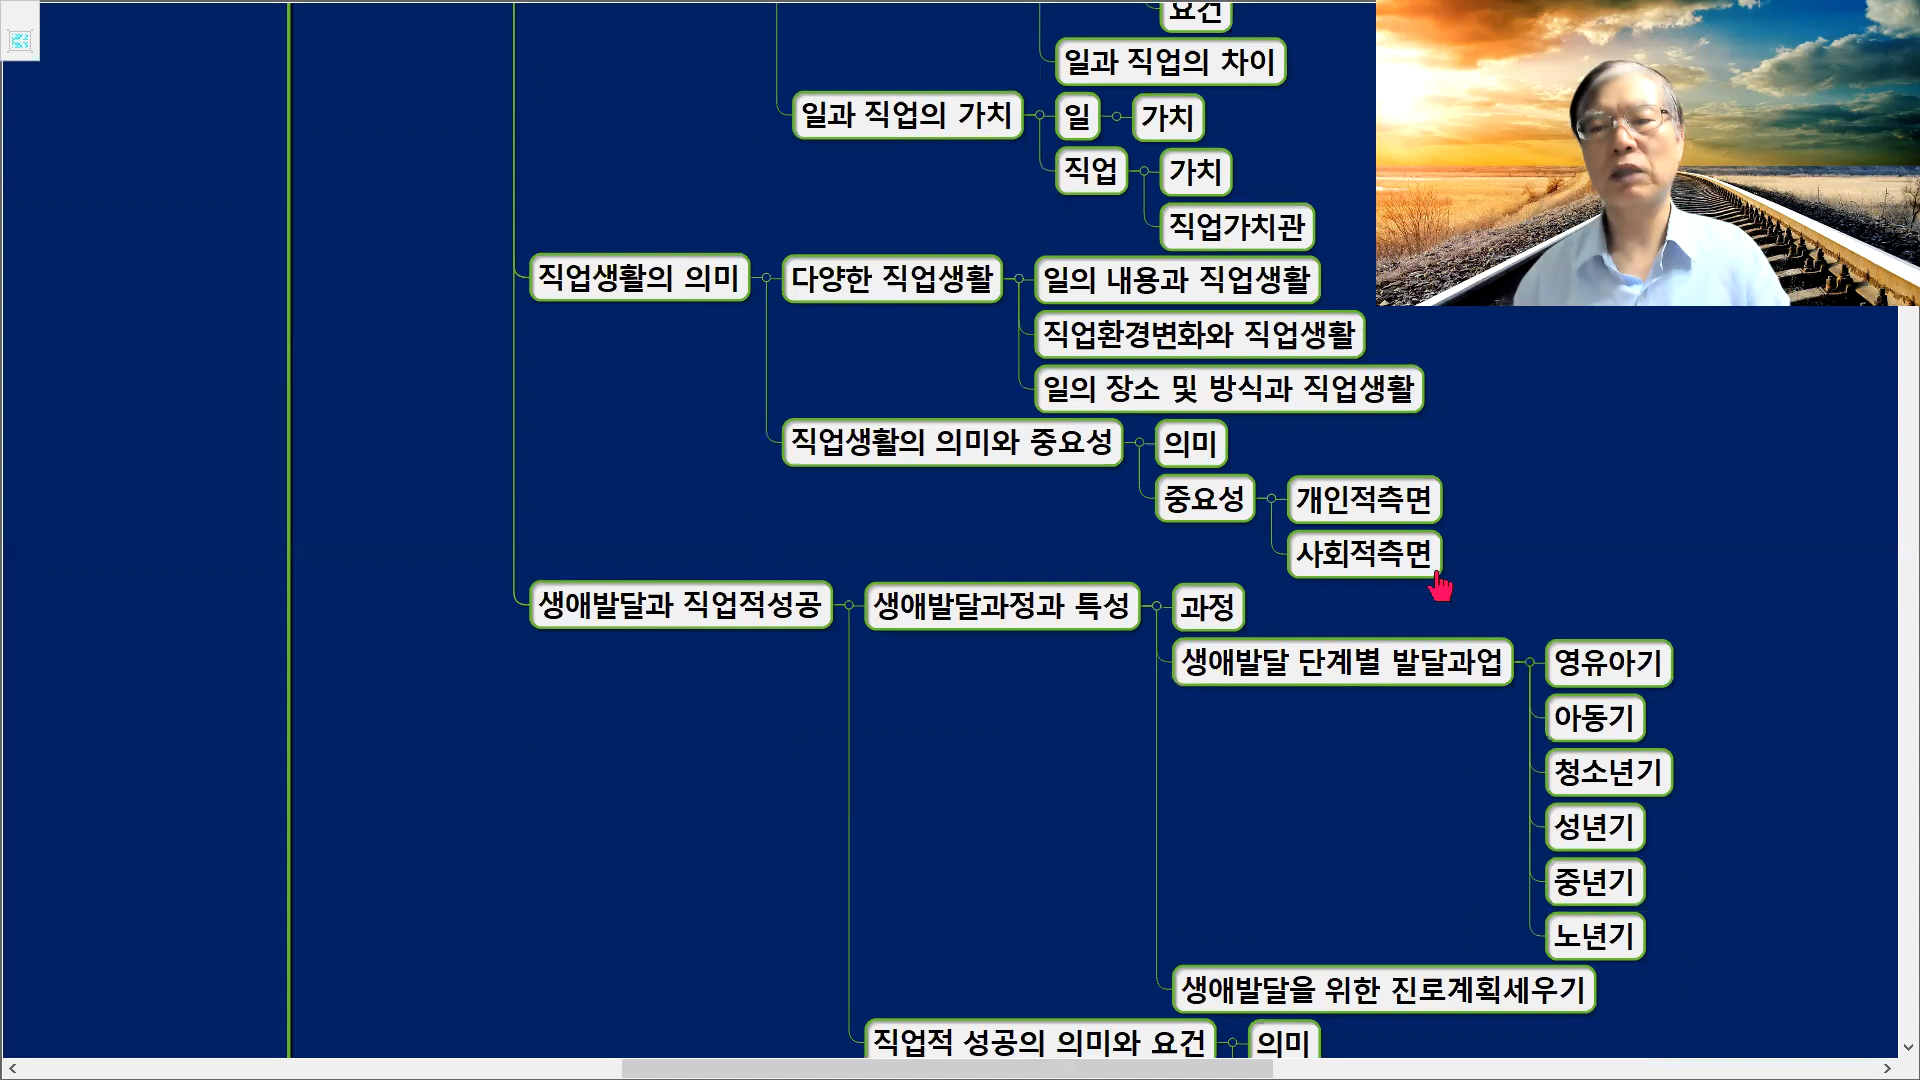 요건
일과 직업의 차이
일과 직업의 가치
일
가치
직업
가치
직업가치관
직업생활의 의미
다양한 직업생활
일의 내용과 직업생활
직업환경변화와 직업생활
일의 장소 및 방식과 직업생활
직업생활의 의미와 중요성
의미
중요성
개인적측면
사회적측면
생애발달과 직업적성공
생애발달과정과 특성
과정
생애발달 단계별 발달과업
영유아기
아동기
청소년기
성년기
중년기
노년기
생애발달을 위한 진로계획세우기
직업적 성공의 의미와 요건
의미